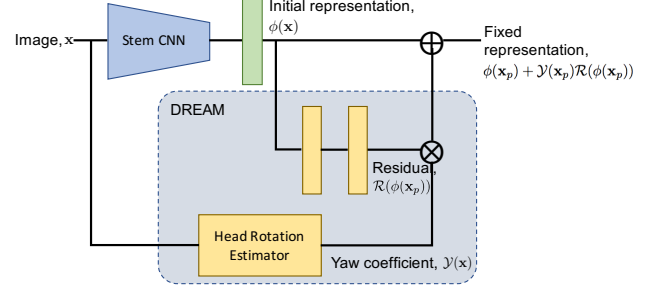 Initial representation,
ϕ(x)
Image, x
Stem CNN
Fixed
representation,
ϕ(xₚ) + 𝒴(xₚ)ℛ(ϕ(xₚ))
DREAM
Residual,
ℛ(ϕ(xₚ))
Head Rotation
Estimator
Yaw coefficient, 𝒴(x)